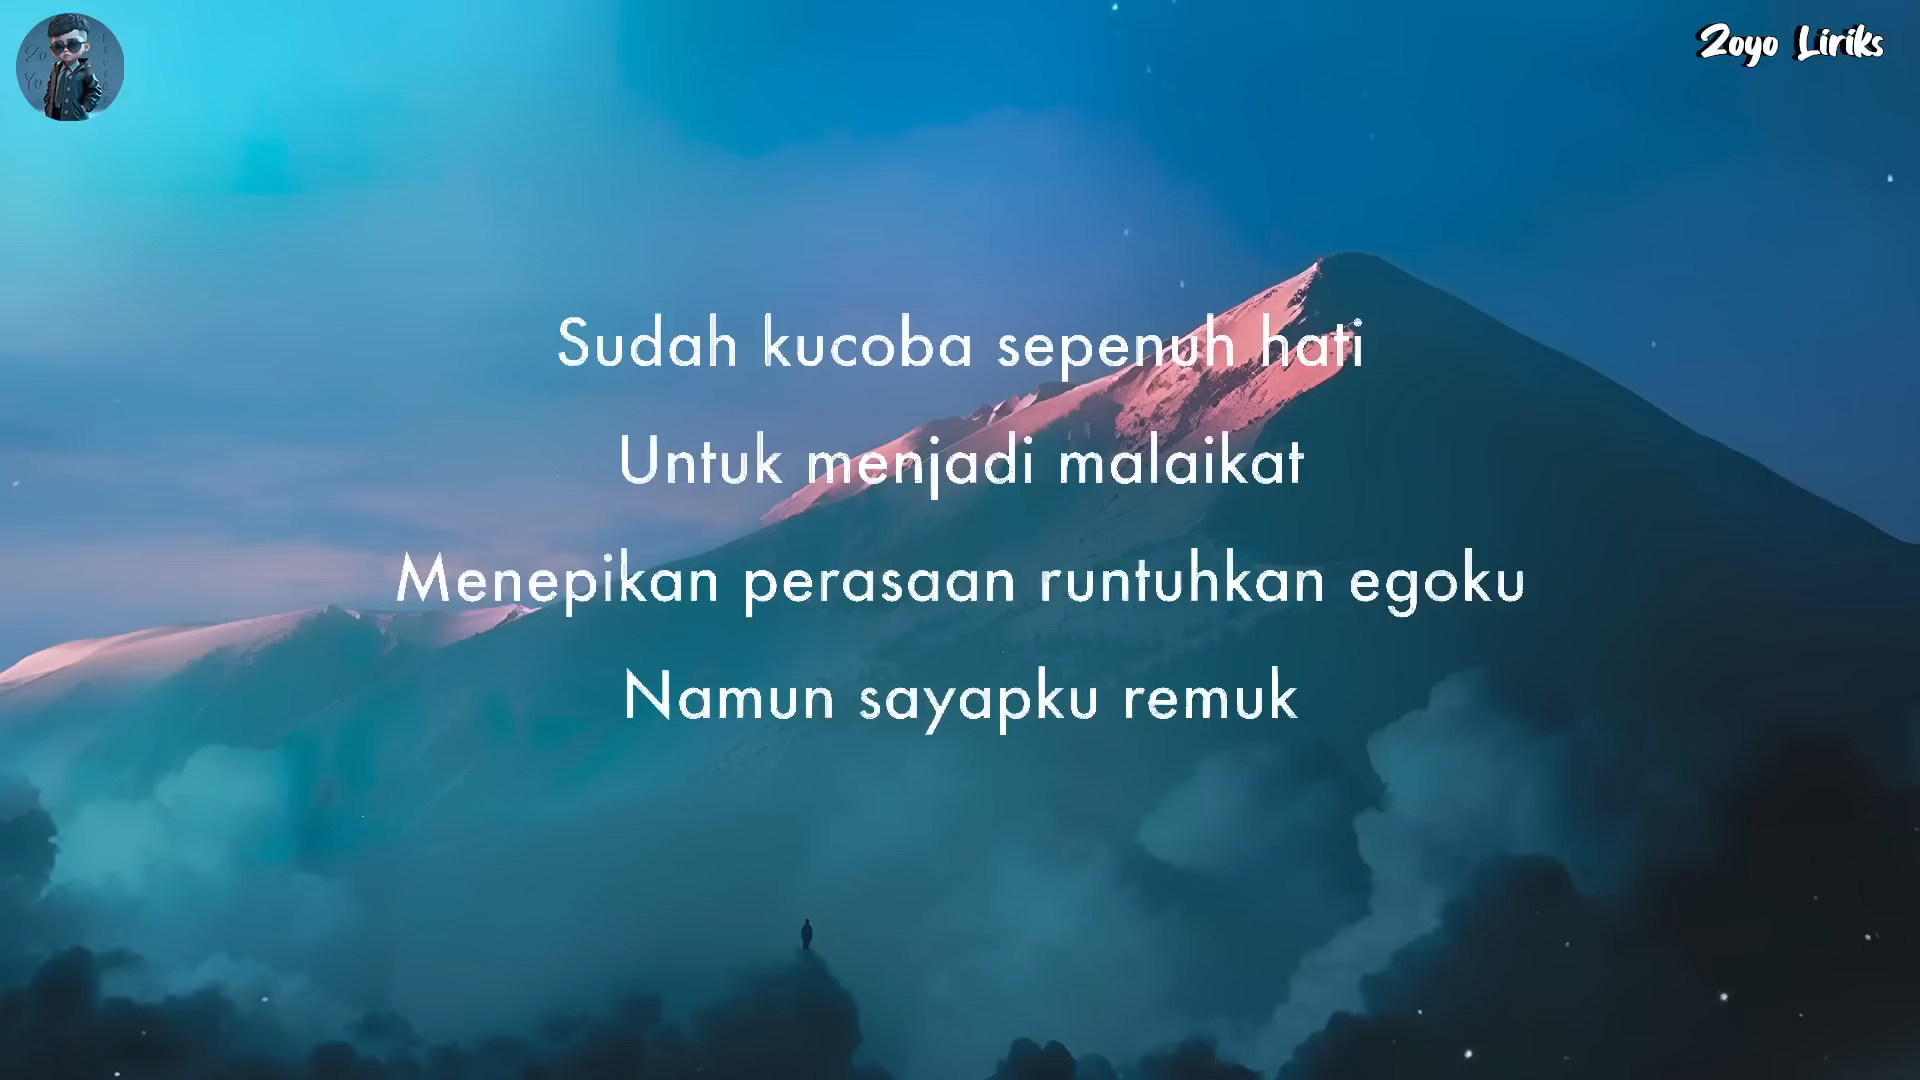 Zoyo Liriks
Sudah kucoba sepenuh hati
Untuk menjadi malaikat
Menepikan perasaan runtuhkan egoku
Namun sayapku remuk